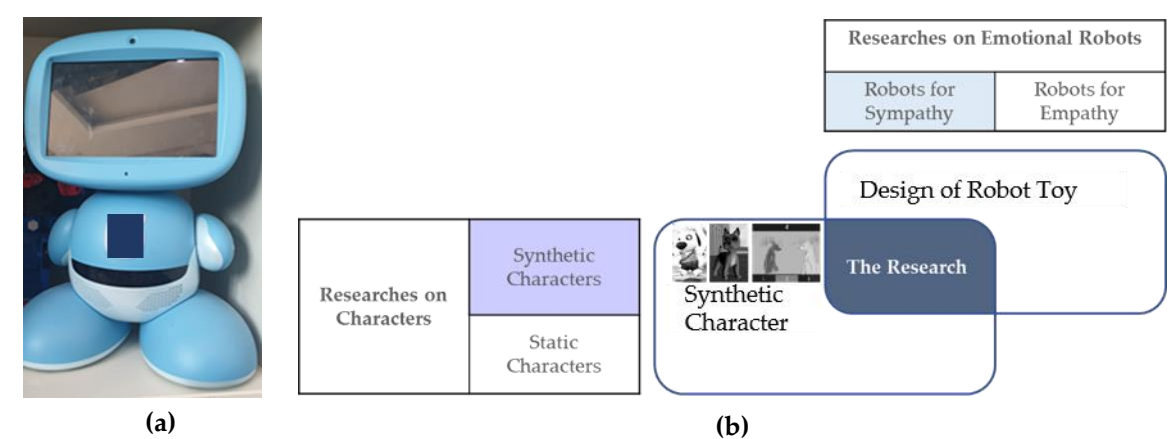 Researches on Emotional Robots
Robots for
Sympathy
Robots for
Empathy
Design of Robot Toy
Researches on
Characters
Synthetic
Characters
Static
Characters
Synthetic
Character
The Research
(a)
(b)